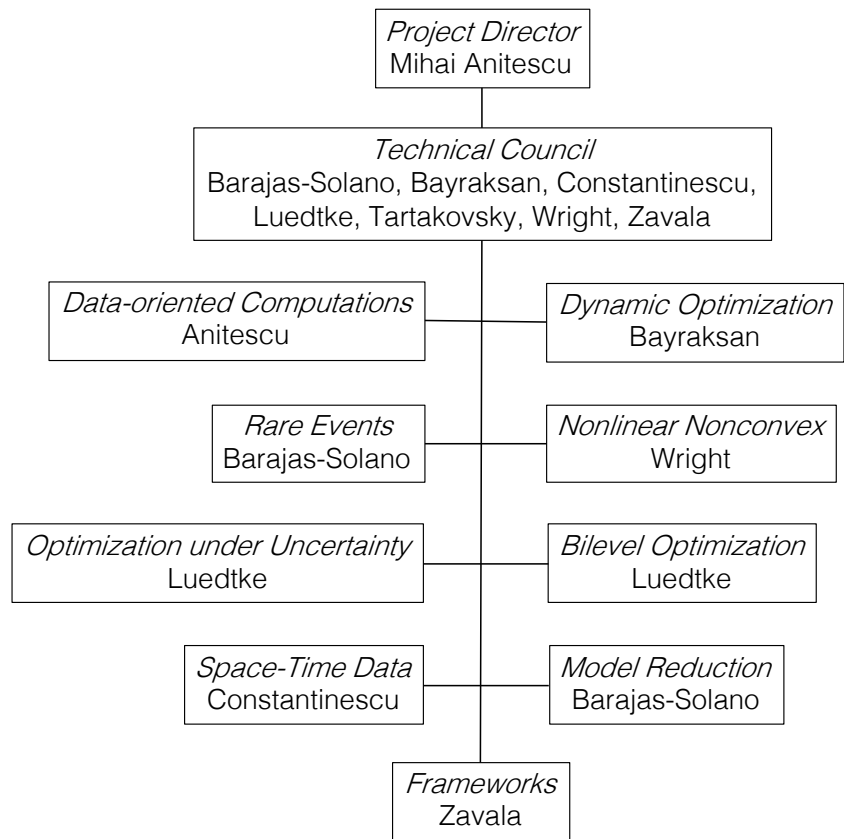 Project Director
Mihai Anitescu
Technical Council
Barajas-Solano, Bayraksan, Constantinescu,
Luedtke, Tartakovsky, Wright, Zavala
Data-oriented Computations
Anitescu
Dynamic Optimization
Bayraksan
Rare Events
Barajas-Solano
Nonlinear Nonconvex
Wright
Optimization under Uncertainty
Luedtke
Bilevel Optimization
Luedtke
Space-Time Data
Constantinescu
Model Reduction
Barajas-Solano
Frameworks
Zavala